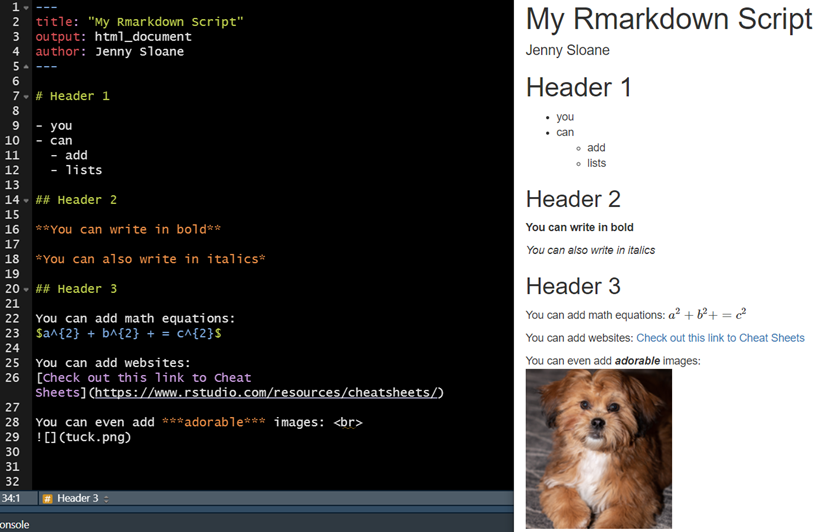 1 ---
2 title: "My Rmarkdown Script"
3 output: html_document
4 author: Jenny Sloane
5 ---
6
7 # Header 1
8
9 - you
10 - can
11   - add
12   - lists
13
14 ## Header 2
15
16 **You can write in bold**
17
18 *You can also write in italics*
19
20 ## Header 3
21
22 You can add math equations:
23 $a^{2} + b^{2} + = c^{2}$
24
25 You can add websites:
26 [Check out this link to Cheat
Sheets](https://www.rstudio.com/resources/cheatsheets/)
27
28 You can even add ***adorable*** images: <br>
29 ![](tuck.png)
30
31
32
34:1 # Header 3
onsole
My Rmarkdown Script
Jenny Sloane
Header 1
• you
• can
◦ add
◦ lists
Header 2
You can write in bold
You can also write in italics
Header 3
You can add math equations: a² + b²+ = c²
You can add websites: Check out this link to Cheat Sheets
You can even add adorable images: